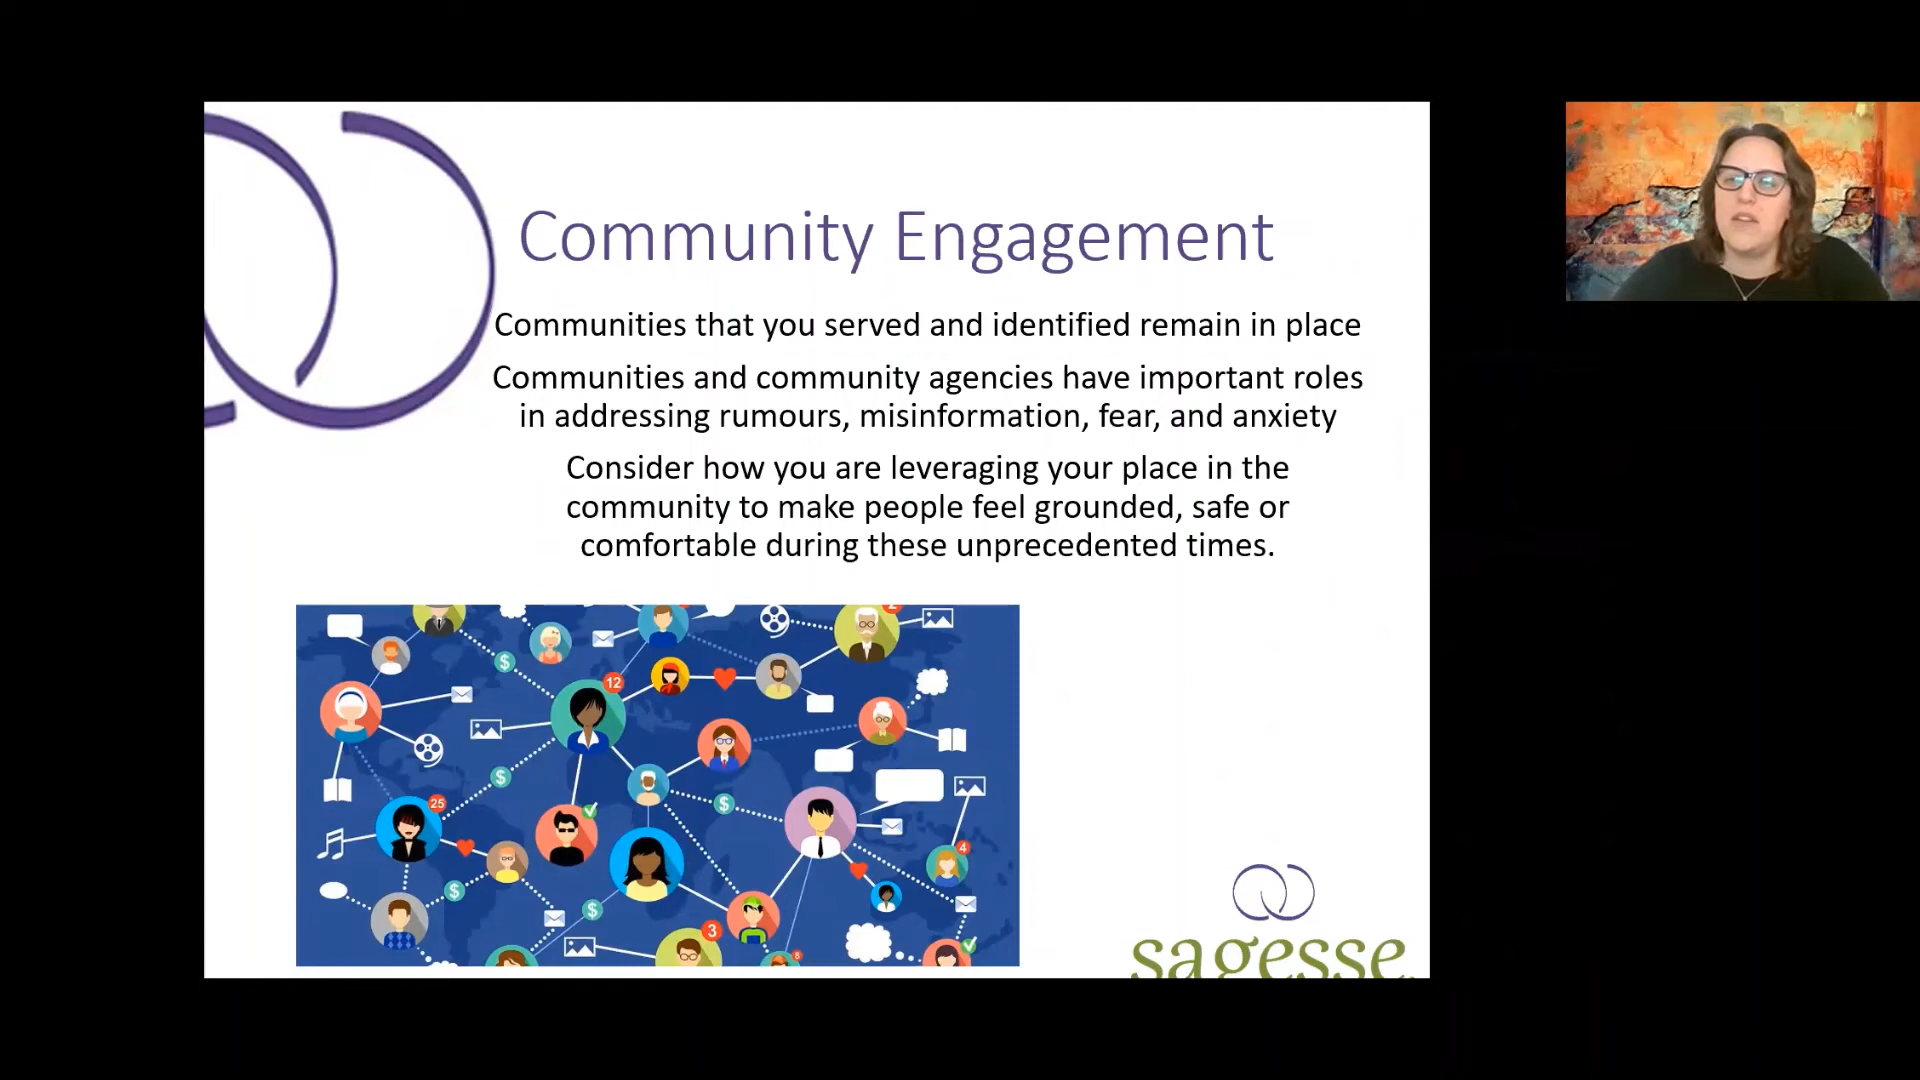 Community Engagement
Communities that you served and identified remain in place
Communities and community agencies have important roles
in addressing rumours, misinformation, fear, and anxiety
Consider how you are leveraging your place in the
community to make people feel grounded, safe or
comfortable during these unprecedented times.
2
$
12
$
25
$
4
$
$
3
6
sagesse